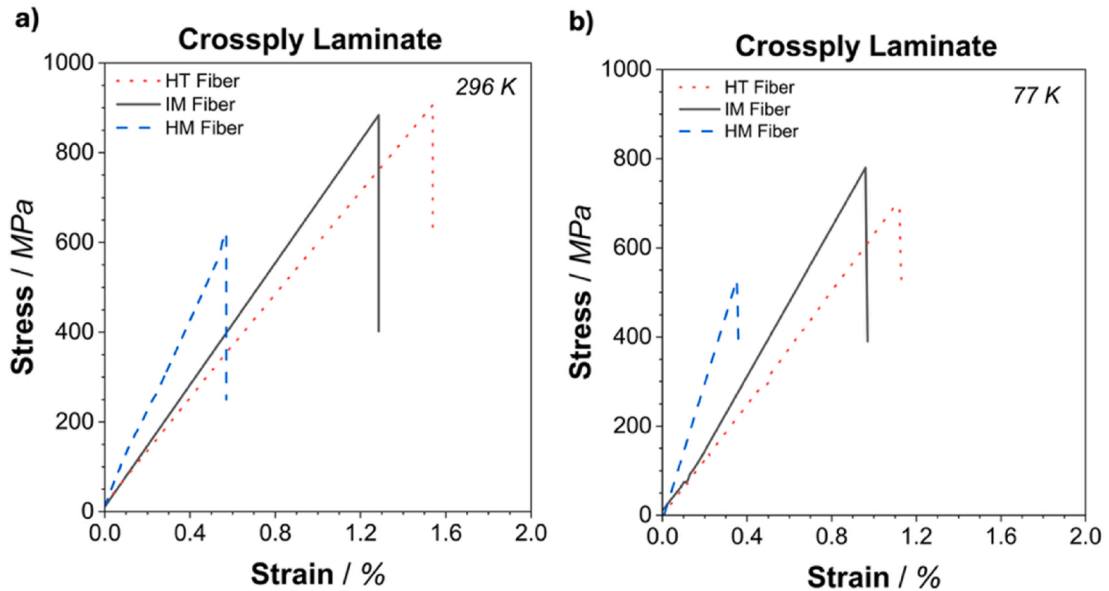 a)
Crossply Laminate
HT Fiber
IM Fiber
HM Fiber
296 K
1000
800
600
400
200
0
0.0 0.4 0.8 1.2 1.6 2.0
Stress / MPa
Strain / %
b)
Crossply Laminate
HT Fiber
IM Fiber
HM Fiber
77 K
1000
800
600
400
200
0
0.0 0.4 0.8 1.2 1.6 2.0
Stress / MPa
Strain / %